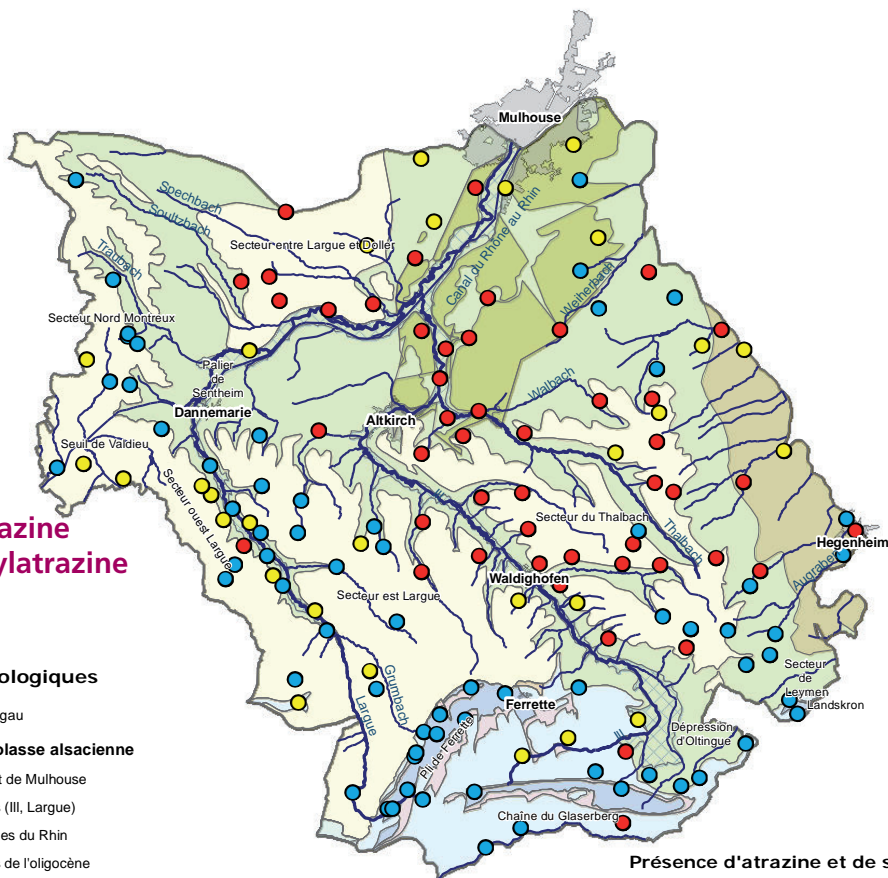 Mulhouse
Spechbach
Soultzbach
Secteur entre Largue et Doller
Canal du Rhône au Rhin
Traubach
Weiherbach
Secteur Nord Montreux
Palier
de
Sentheim
Walbach
Dannemarie
Altkirch
Seuil de Valdieu
Secteur ouest Largue
Ill
Secteur du Thalbach
Thalbach
Hegenheim
Augraben
azine
ylatrazine
Waldighofen
Secteur est Largue
ologiques
Grumbach
Secteur
de
Leymen
Landskron
gau
Largue
Ferrette
Pli de Ferrette
Ill
Dépression
d'Oltingue
olasse alsacienne
t de Mulhouse
s (Ill, Largue)
es du Rhin
Chaîne du Glaserberg
s de l'oligocène
Présence d'atrazine et de s